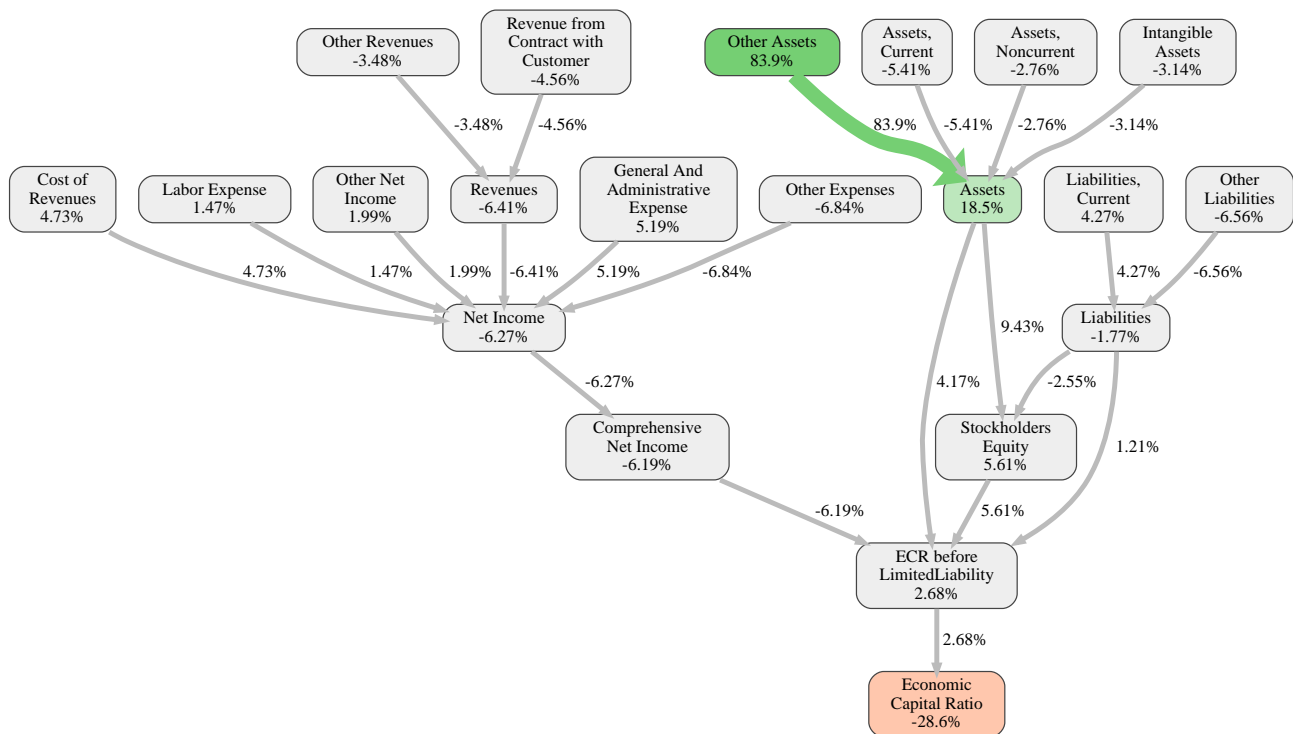 Other Revenues
-3.48%
Revenue from
Contract with
Customer
-4.56%
Other Assets
83.9%
Assets,
Current
-5.41%
Assets,
Noncurrent
-2.76%
Intangible
Assets
-3.14%
-3.48%
-4.56%
83.9%
-5.41%
-2.76%
-3.14%
Cost of
Revenues
4.73%
Labor Expense
1.47%
Other Net
Income
1.99%
Revenues
-6.41%
General And
Administrative
Expense
5.19%
Other Expenses
-6.84%
Assets
18.5%
Liabilities,
Current
4.27%
Other
Liabilities
-6.56%
4.73%
1.47%
1.99%
-6.41%
5.19%
-6.84%
4.27%
-6.56%
Net Income
-6.27%
9.43%
Liabilities
-1.77%
-6.27%
4.17%
-2.55%
Comprehensive
Net Income
-6.19%
Stockholders
Equity
5.61%
1.21%
-6.19%
5.61%
ECR before
LimitedLiability
2.68%
2.68%
Economic
Capital Ratio
-28.6%